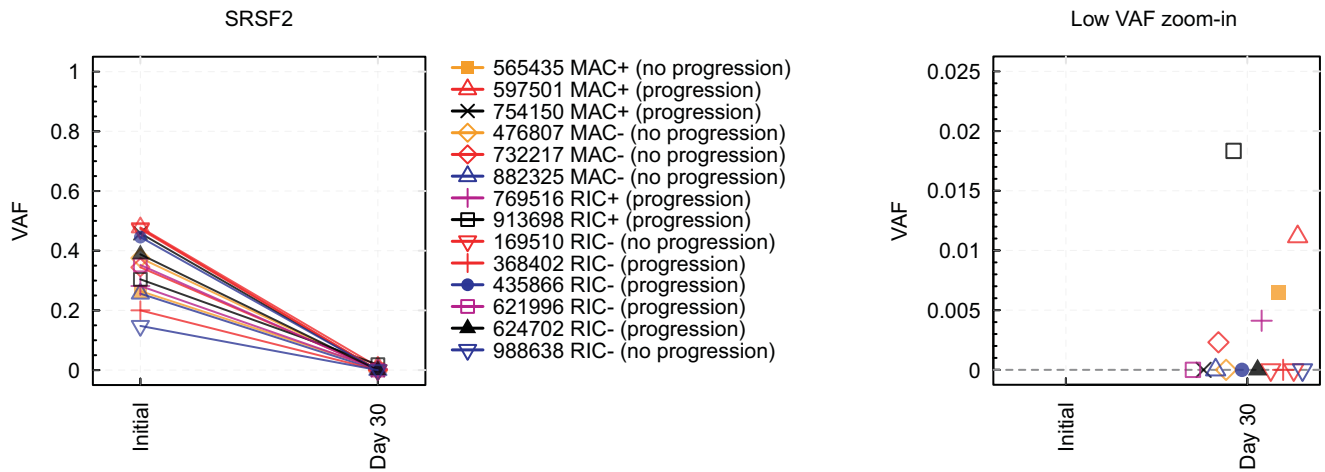 SRSF2
Low VAF zoom-in
VAF
1
0.8
0.6
0.4
0.2
0
Initial
Day 30
565435 MAC+ (no progression)
597501 MAC+ (progression)
754150 MAC+ (progression)
476807 MAC- (no progression)
732217 MAC- (no progression)
882325 MAC- (no progression)
769516 RIC+ (progression)
913698 RIC+ (progression)
169510 RIC- (no progression)
368402 RIC- (progression)
435866 RIC- (progression)
621996 RIC- (progression)
624702 RIC- (progression)
988638 RIC- (no progression)
VAF
0.025
0.02
0.015
0.01
0.005
0
Initial
Day 30